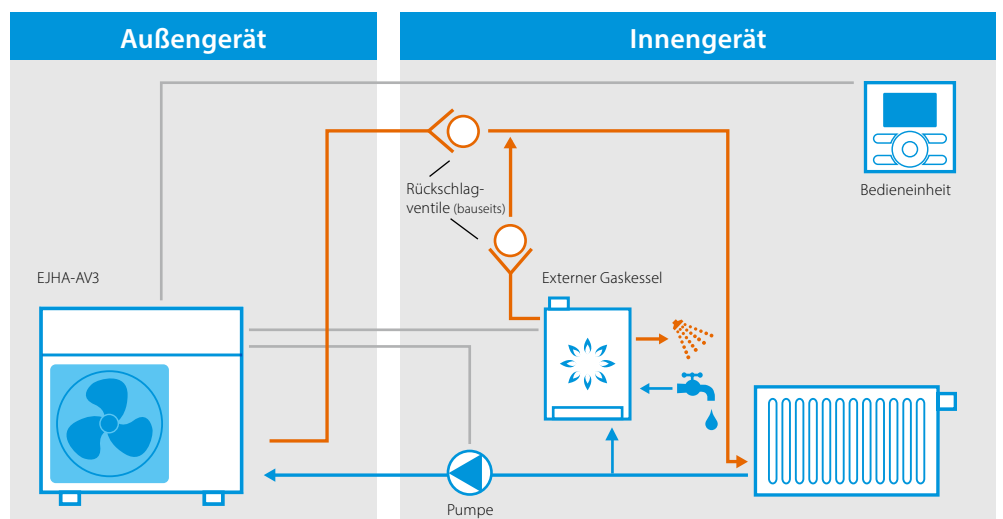 Außengerät
Innengerät
Bedieneinheit
Rückschlag-
ventile (bauseits)
EJHA-AV3
Externer Gaskessel
Pumpe